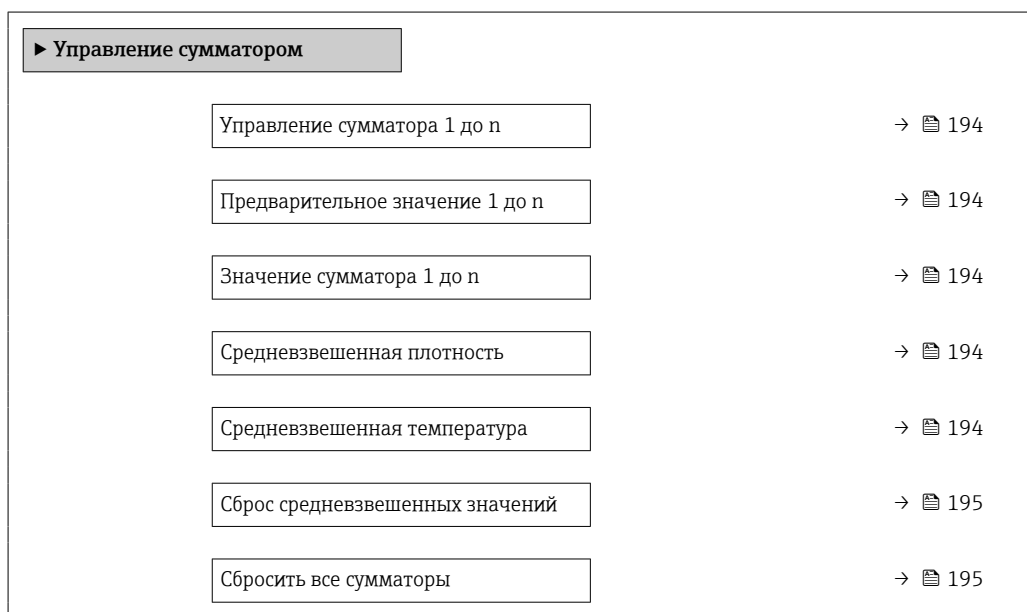 ▶ Управление сумматором
Управление сумматора 1 до n → 194
Предварительное значение 1 до n → 194
Значение сумматора 1 до n → 194
Средневзвешенная плотность → 194
Средневзвешенная температура → 194
Сброс средневзвешенных значений → 195
Сбросить все сумматоры → 195